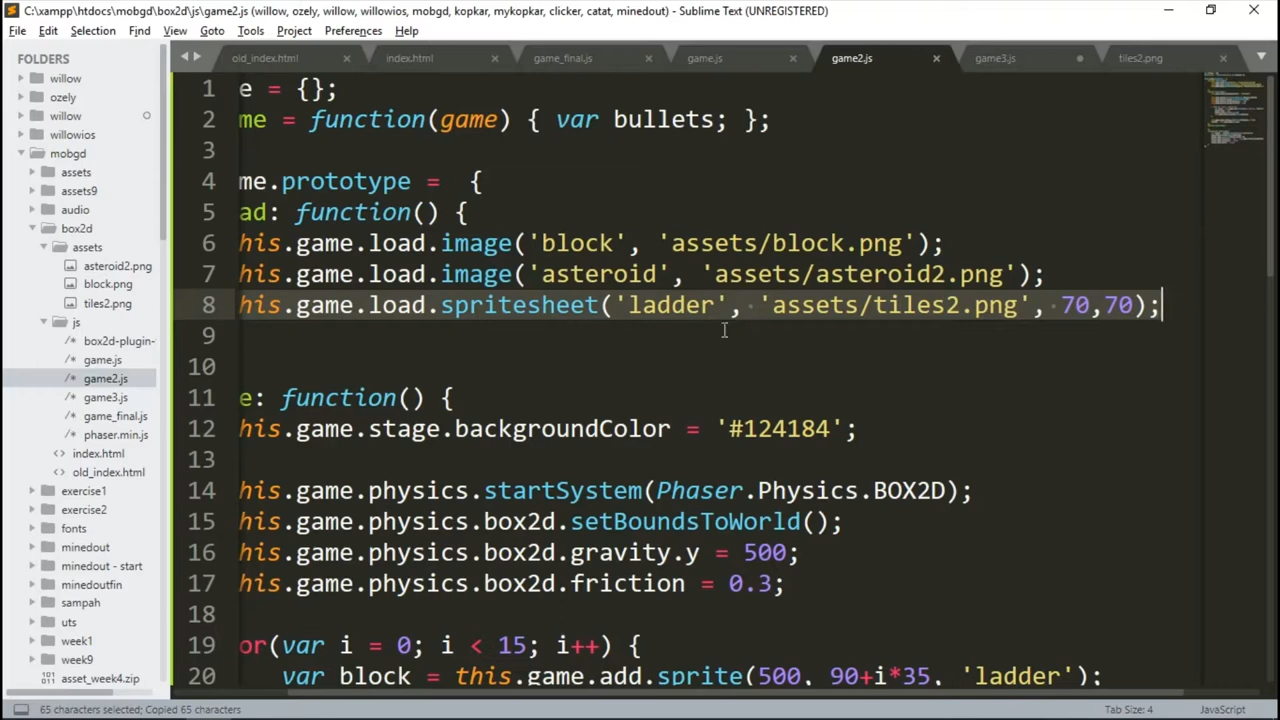 C:\xampp\htdocs\mobgd\box2d\js\game2.js (willow, ozely, willowios, mobgd, kopkar, mykopkar, clicker, catat, minedout) - Sublime Text (UNREGISTERED)
File Edit Selection Find View Goto Tools Project Preferences Help
FOLDERS
willow
ozely
willow
willowios
mobgd
assets
assets9
audio
box2d
assets
asteroid2.png
block.png
tiles2.png
js
/* box2d-plugin-
/* game.js
/* game2.js
/* game3.js
/* game_final.js
/* phaser.min.js
<> index.html
<> old_index.html
exercise1
exercise2
fonts
minedout
minedout - start
minedoutfin
sampah
uts
week1
week9
asset_week4.zip
old_index.html index.html game_final.js game.js game2.js game3.js tiles2.png
1 e = {};
2 me = function(game) { var bullets; };
3
4 me.prototype = {
5 ad: function() {
6 his.game.load.image('block', 'assets/block.png');
7 his.game.load.image('asteroid', 'assets/asteroid2.png');
8 his.game.load.spritesheet('ladder', 'assets/tiles2.png', 70,70);
9
10
11 e: function() {
12 his.game.stage.backgroundColor = '#124184';
13
14 his.game.physics.startSystem(Phaser.Physics.BOX2D);
15 his.game.physics.box2d.setBoundsToWorld();
16 his.game.physics.box2d.gravity.y = 500;
17 his.game.physics.box2d.friction = 0.3;
18
19 or(var i = 0; i < 15; i++) {
20 var block = this.game.add.sprite(500, 90+i*35, 'ladder');
65 characters selected; Copied 65 characters Tab Size: 4 JavaScript